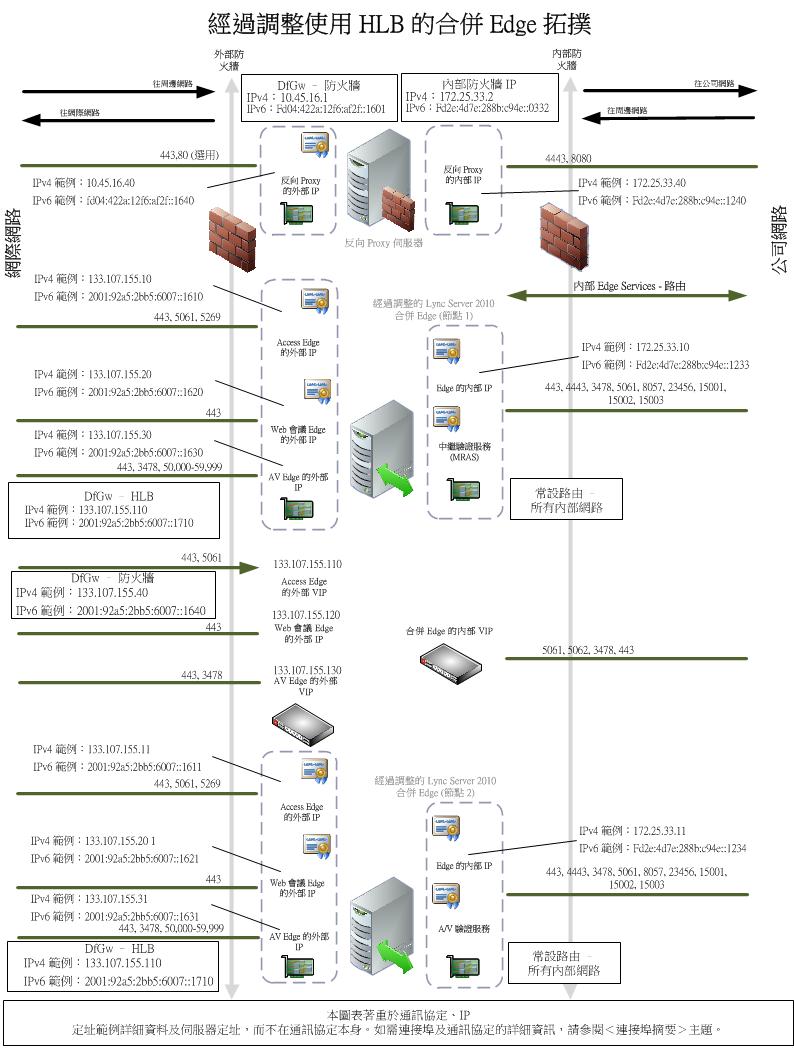 經過調整使用 HLB 的合併 Edge 拓撲
外部防
火牆
內部防
火牆
往周邊網路
往網際網路
DfGw - 防火牆
IPv4：10.45.16.1
IPv6：Fd04:422a:12f6:af2f::1601
內部防火牆 IP
IPv4：172.25.33.2
IPv6：Fd2e:4d7e:288b:c94e::0332
往公司網路
往周邊網路
443,80 (選用)
4443, 8080
IPv4 範例：10.45.16.40
IPv6 範例：fd04:422a:12f6:af2f::1640
反向 Proxy
的外部 IP
反向 Proxy
的內部 IP
IPv4 範例：172.25.33.40
IPv6 範例：Fd2e:4d7e:288b:c94e::1240
反向 Proxy 伺服器
網際網路
公司網路
IPv4 範例：133.107.155.10
IPv6 範例：2001:92a5:2bb5:6007::1610
443, 5061, 5269
Access Edge
的外部 IP
內部 Edge Services - 路由
經過調整的 Lync Server 2010
合併 Edge (節點 1)
IPv4 範例：172.25.33.10
IPv6 範例：Fd2e:4d7e:288b:c94e::1233
IPv4 範例：133.107.155.20
IPv6 範例：2001:92a5:2bb5:6007::1620
443
Edge 的內部 IP
443, 4443, 3478, 5061, 8057, 23456, 15001,
15002, 15003
Web 會議 Edge
的外部 IP
IPv4 範例：133.107.155.30
IPv6 範例：2001:92a5:2bb5:6007::1630
443, 3478, 50,000-59,999
AV Edge 的外部
IP
中繼驗證服務
(MRAS)
DfGw - HLB
IPv4 範例：133.107.155.110
IPv6 範例：2001:92a5:2bb5:6007::1710
常設路由 -
所有內部網路
443, 5061
133.107.155.110
Access Edge
的外部 VIP
DfGw - 防火牆
IPv4 範例：133.107.155.40
IPv6 範例：2001:92a5:2bb5:6007::1640
443
133.107.155.120
Web 會議 Edge
的外部 IP
合併 Edge 的內部 VIP
5061, 5062, 3478, 443
443, 3478
133.107.155.130
AV Edge 的外部
VIP
IPv4 範例：133.107.155.11
IPv6 範例：2001:92a5:2bb5:6007::1611
443, 5061, 5269
Access Edge
的外部 IP
經過調整的 Lync Server 2010
合併 Edge (節點 2)
IPv4 範例：172.25.33.11
IPv6 範例：Fd2e:4d7e:288b:c94e::1234
IPv4 範例：133.107.155.20 1
IPv6 範例：2001:92a5:2bb5:6007::1621
443
Edge 的內部 IP
443, 4443, 3478, 5061, 8057, 23456, 15001,
15002, 15003
Web 會議 Edge
的外部 IP
IPv4 範例：133.107.155.31
IPv6 範例：2001:92a5:2bb5:6007::1631
443, 3478, 50,000-59,999
AV Edge 的外部
IP
A/V 驗證服務
DfGw - HLB
IPv4 範例：133.107.155.110
IPv6 範例：2001:92a5:2bb5:6007::1710
常設路由 -
所有內部網路
本圖表著重於通訊協定、IP
定址範例詳細資料及伺服器定址，而不在通訊協定本身。如需連接埠及通訊協定的詳細資訊，請參閱＜連接埠摘要＞主題。